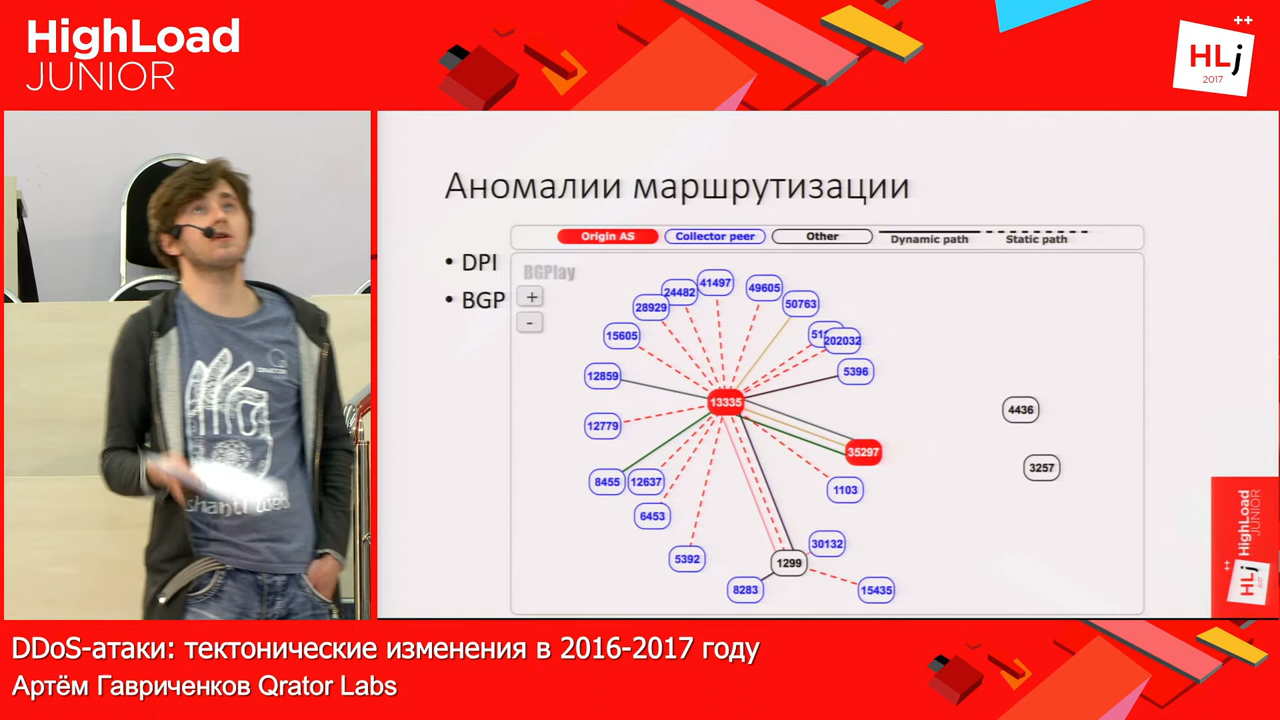 HighLoad
JUNIOR
++
HLj
2017
Аномалии маршрутизации
Origin AS
Collector peer
Other
Dynamic path
Static path
• DPI
• BGP
BGPlay
+
-
41497
24482
49605
28929
50763
15605
202032
12859
5396
13335
4436
12779
35297
3257
8455
12637
1103
6453
30132
5392
1299
8283
15435
shanti
HighLoad
JUNIOR
++
HLj
DDoS-атаки: тектонические изменения в 2016-2017 году
Артём Гавриченков Qrator Labs